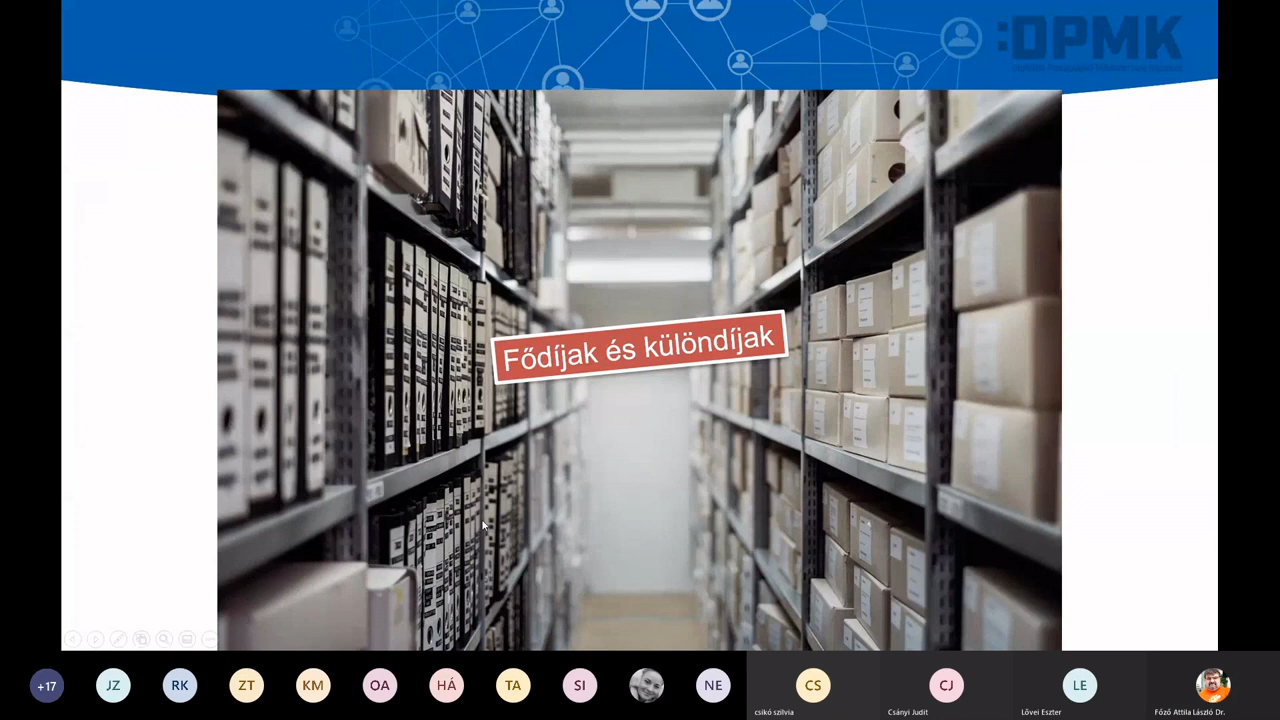 :DPMK
Fődíjak és különdíjak
+17
JZ
RK
ZT
KM
OA
HÁ
TA
SI
NE
CS
CJ
LE
csikó szilvia
Csányi Judit
Lővei Eszter
Főző Attila László Dr.